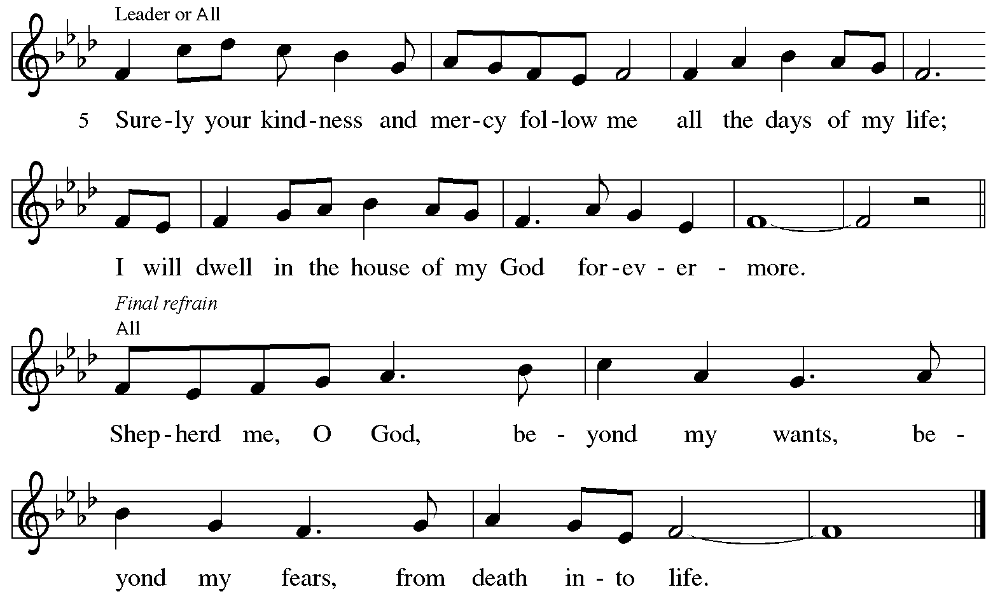 Leader or All
5 Sure-ly your kind-ness and mer-cy fol-low me all the days of my life;
I will dwell in the house of my God for-ev-er-more.
Final refrain
All
Shep-herd me, O God, be-yond my wants, be-
yond my fears, from death in-to life.